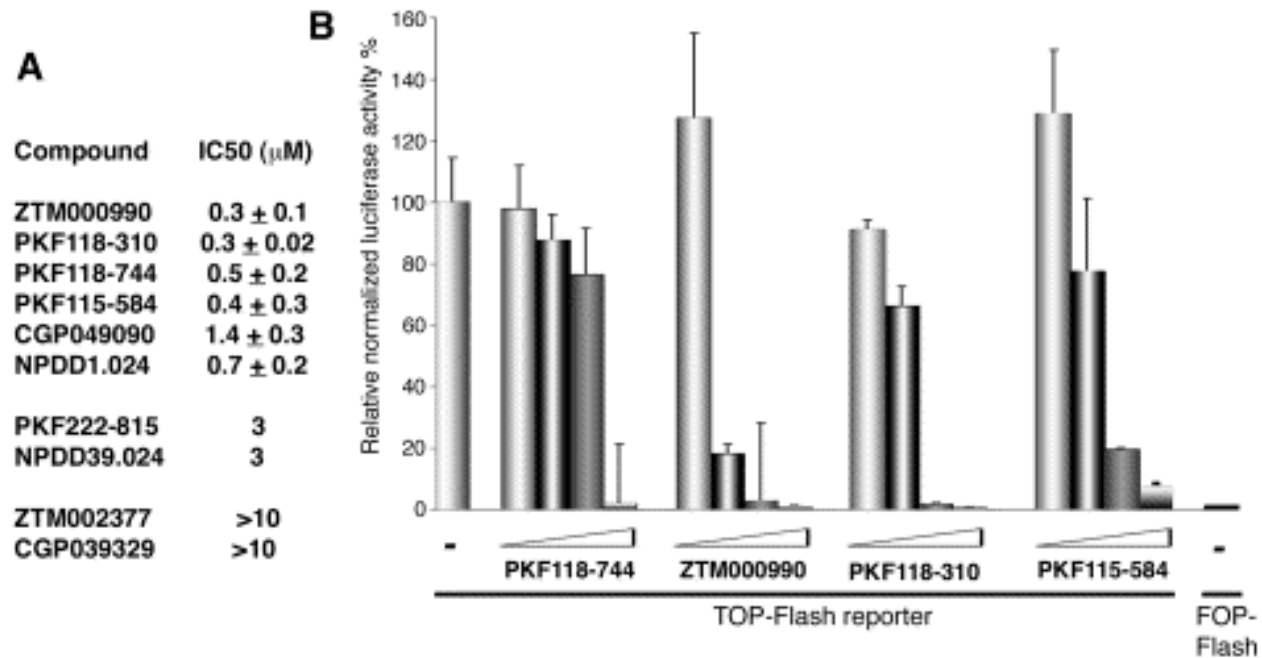 A
Compound IC50 (µM)
ZTM000990 0.3 ± 0.1
PKF118-310 0.3 ± 0.02
PKF118-744 0.5 ± 0.2
PKF115-584 0.4 ± 0.3
CGP049090 1.4 ± 0.3
NPDD1.024 0.7 ± 0.2
PKF222-815 3
NPDD39.024 3
ZTM002377 >10
CGP039329 >10
B
Relative normalized luciferase activity %
160
140
120
100
80
60
40
20
0
- PKF118-744 ZTM000990 PKF118-310 PKF115-584 -
TOP-Flash reporter
FOP-
Flash